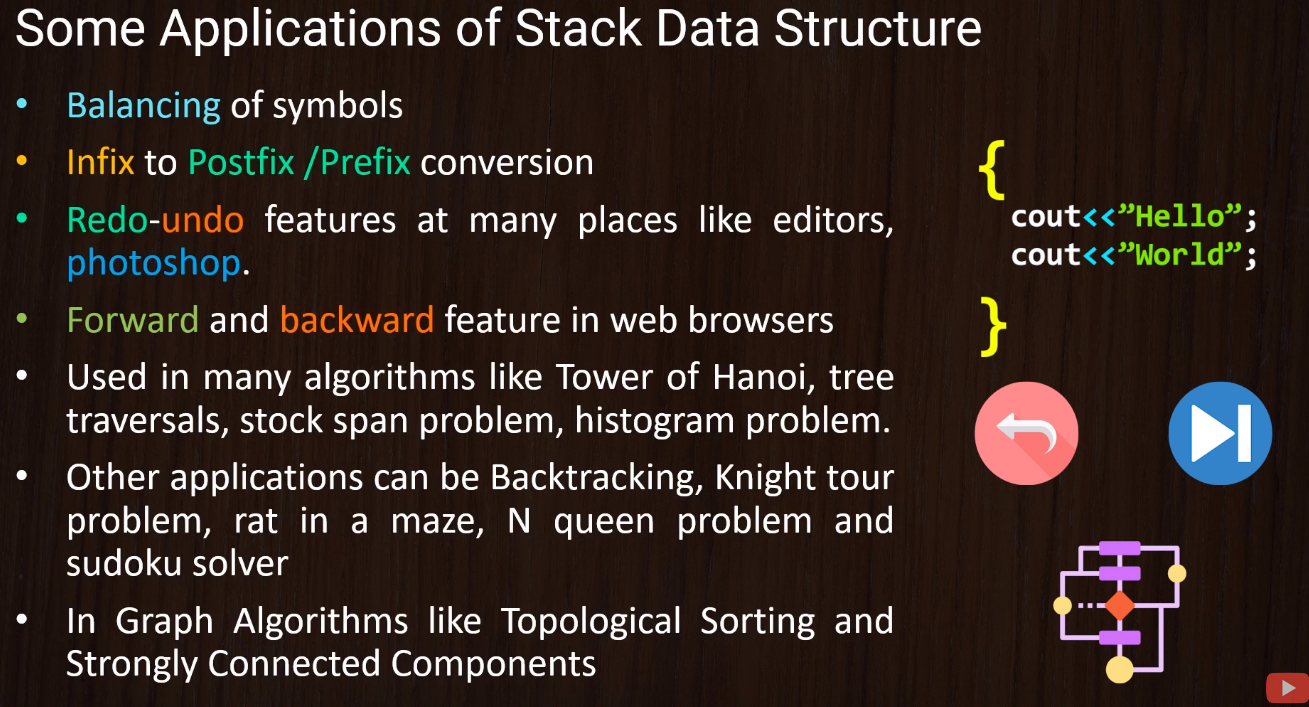 Some Applications of Stack Data Structure
• Balancing of symbols
• Infix to Postfix /Prefix conversion
• Redo-undo features at many places like editors,
photoshop.
• Forward and backward feature in web browsers
• Used in many algorithms like Tower of Hanoi, tree
traversals, stock span problem, histogram problem.
• Other applications can be Backtracking, Knight tour
problem, rat in a maze, N queen problem and
sudoku solver
• In Graph Algorithms like Topological Sorting and
Strongly Connected Components
{
cout<<”Hello”;
cout<<”World”;
}